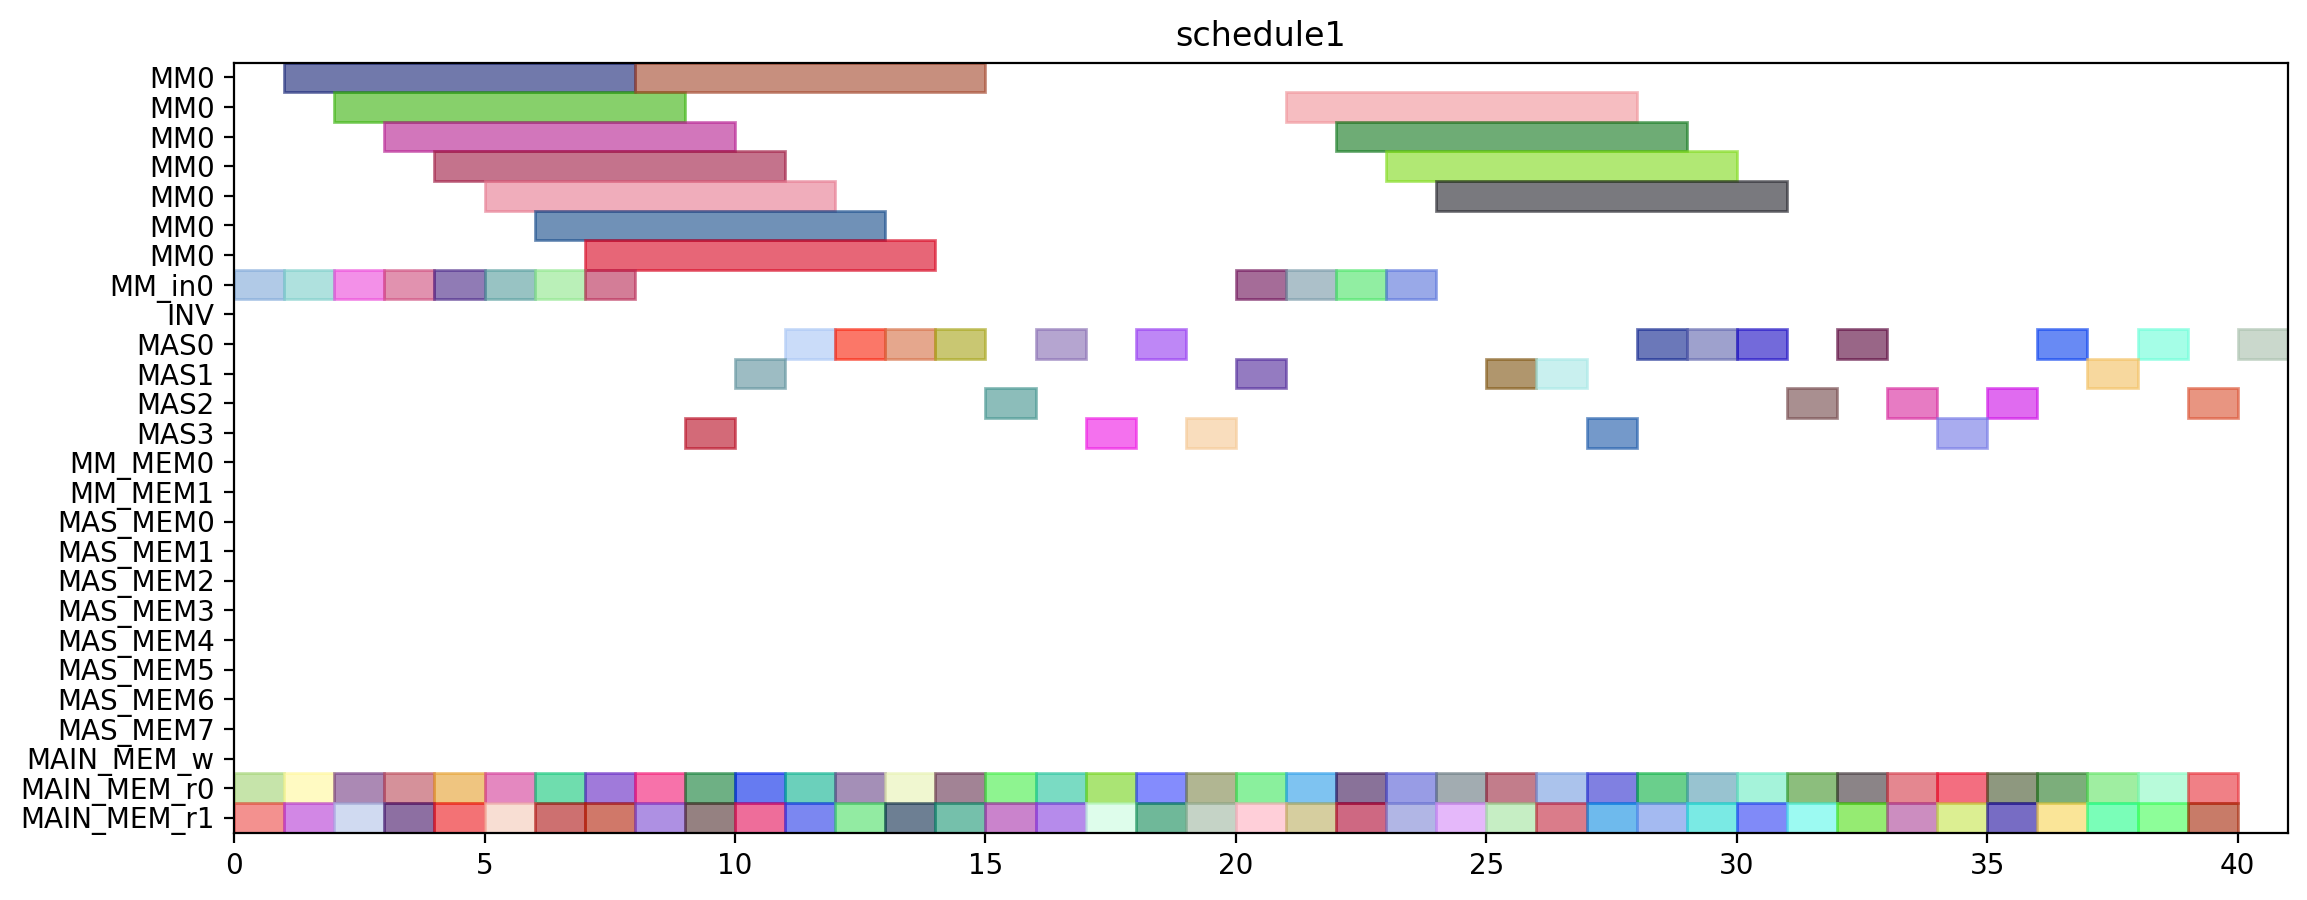 schedule1
MM0
MM0
MM0
MM0
MM0
MM0
MM0
MM_in0
INV
MAS0
MAS1
MAS2
MAS3
MM_MEM0
MM_MEM1
MAS_MEM0
MAS_MEM1
MAS_MEM2
MAS_MEM3
MAS_MEM4
MAS_MEM5
MAS_MEM6
MAS_MEM7
MAIN_MEM_w
MAIN_MEM_r0
MAIN_MEM_r1
0 5 10 15 20 25 30 35 40